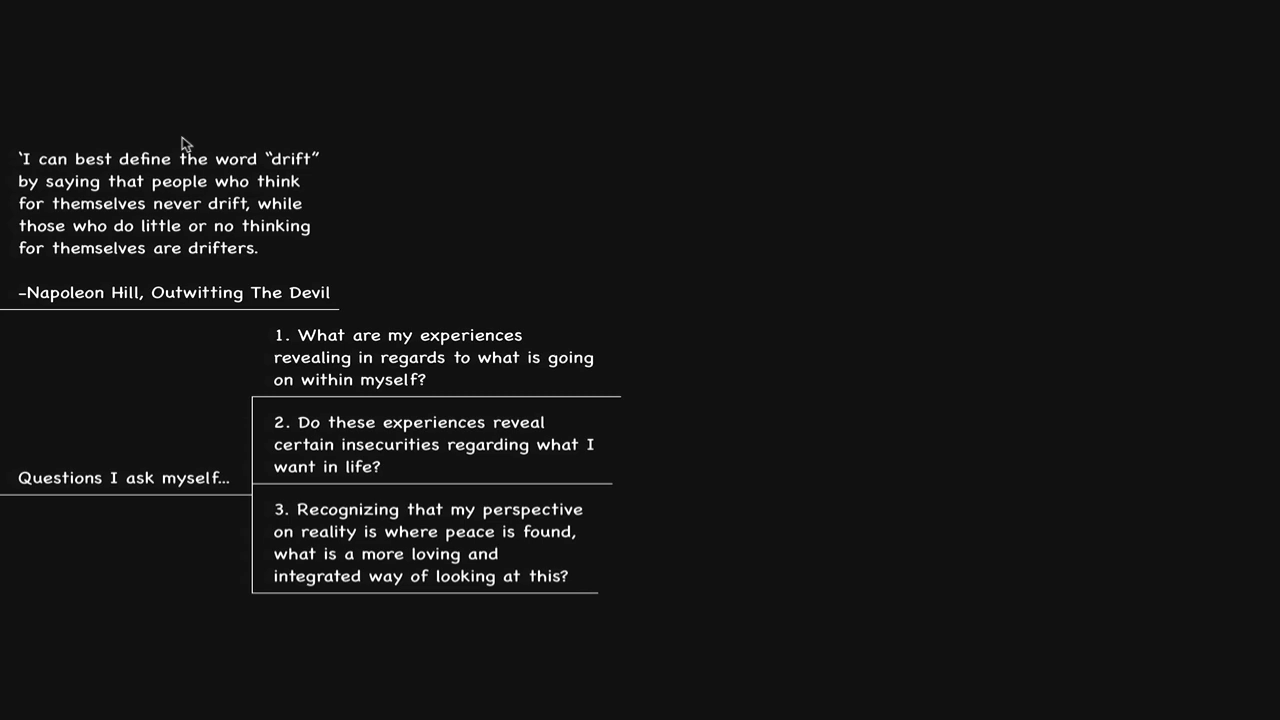 ‘I can best define the word “drift”
by saying that people who think
for themselves never drift, while
those who do little or no thinking
for themselves are drifters.
–Napoleon Hill, Outwitting The Devil
Questions I ask myself...
1. What are my experiences
revealing in regards to what is going
on within myself?
2. Do these experiences reveal
certain insecurities regarding what I
want in life?
3. Recognizing that my perspective
on reality is where peace is found,
what is a more loving and
integrated way of looking at this?